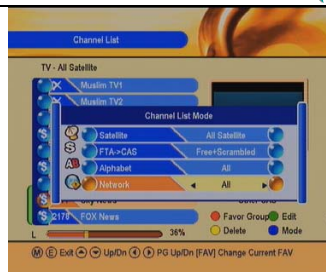 Channel List
TV - All Satellite
Muslim TV1
Muslim TV2
Channel List Mode
Satellite All Satellite
FTA->CAS Free+Scrambled
Alphabet All
Network All
Sky News
2170 FOX News
Favor Group Edit
L 36% Delete Mode
M E Exit Up/Dn PG Up/Dn [FAV] Change Current FAV